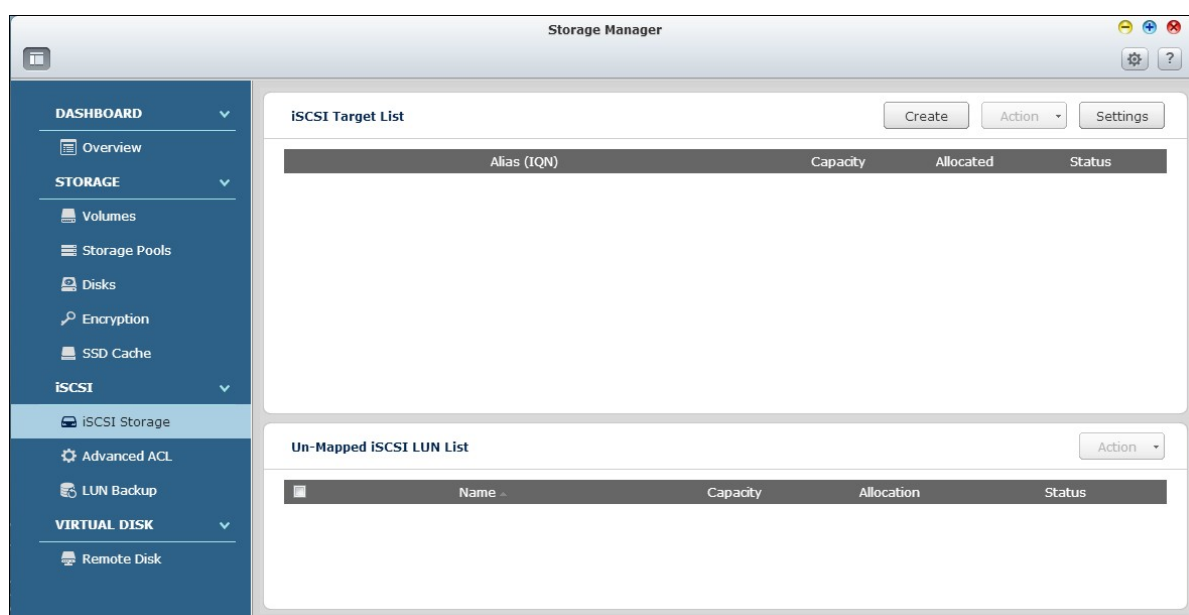 Storage Manager
?
DASHBOARD
Overview
STORAGE
Volumes
Storage Pools
Disks
Encryption
SSD Cache
iSCSI
iSCSI Storage
Advanced ACL
LUN Backup
VIRTUAL DISK
Remote Disk
iSCSI Target List
Create Action Settings
Alias (IQN) Capacity Allocated Status
Un-Mapped iSCSI LUN List
Action
Name Capacity Allocation Status